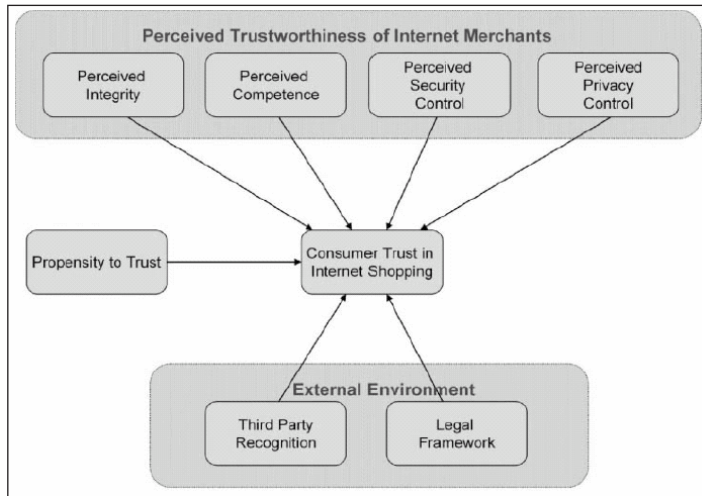 Perceived Trustworthiness of Internet Merchants
Perceived
Integrity
Perceived
Competence
Perceived
Security
Control
Perceived
Privacy
Control
Propensity to Trust
Consumer Trust in
Internet Shopping
External Environment
Third Party
Recognition
Legal
Framework